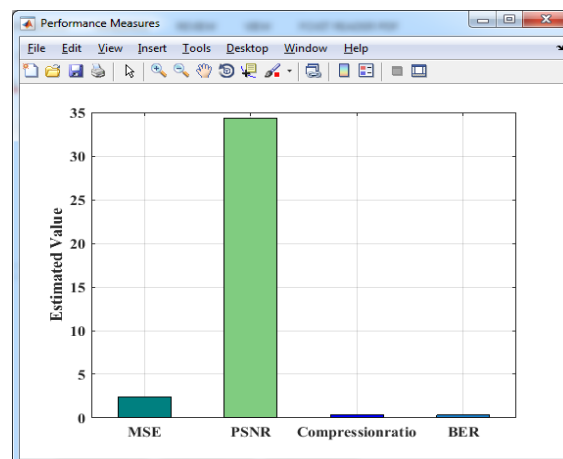 Performance Measures
File Edit View Insert Tools Desktop Window Help
35
30
25
20
15
10
5
0
Estimated Value
MSE PSNR Compressionratio BER